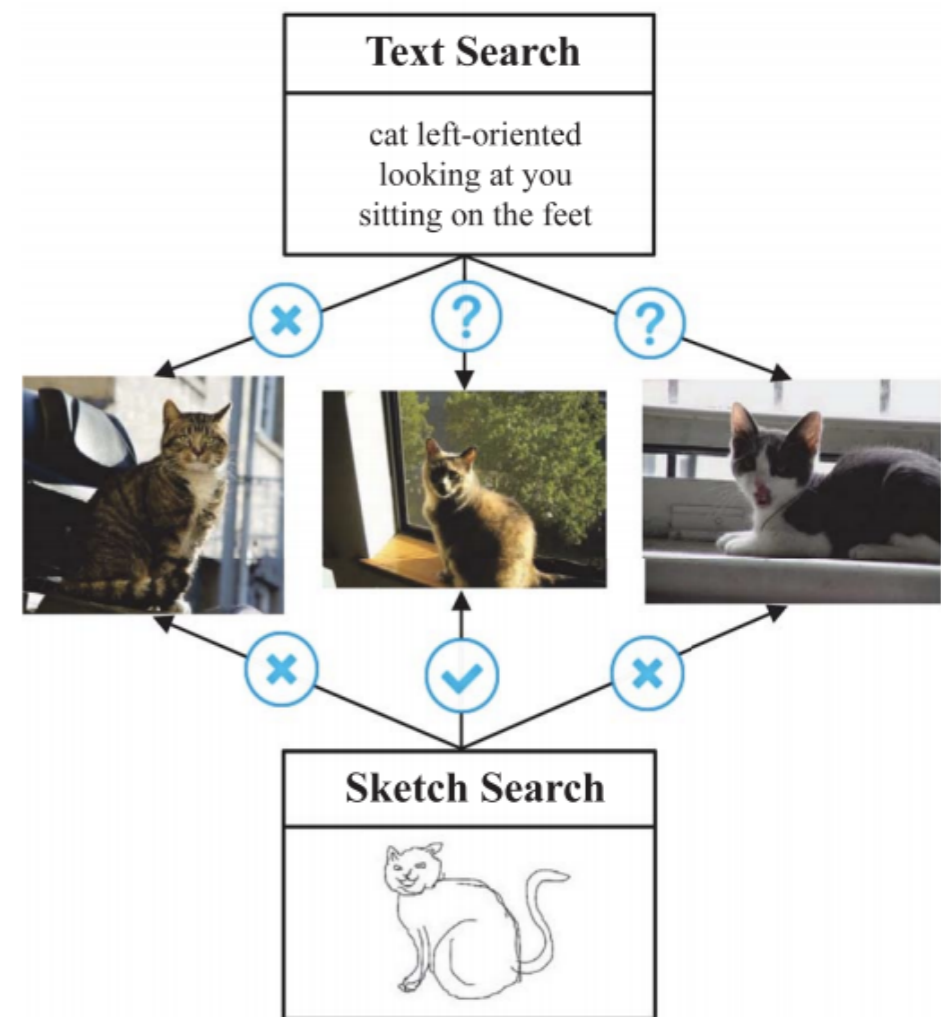 Text Search
cat left-oriented
looking at you
sitting on the feet
?
?
Sketch Search